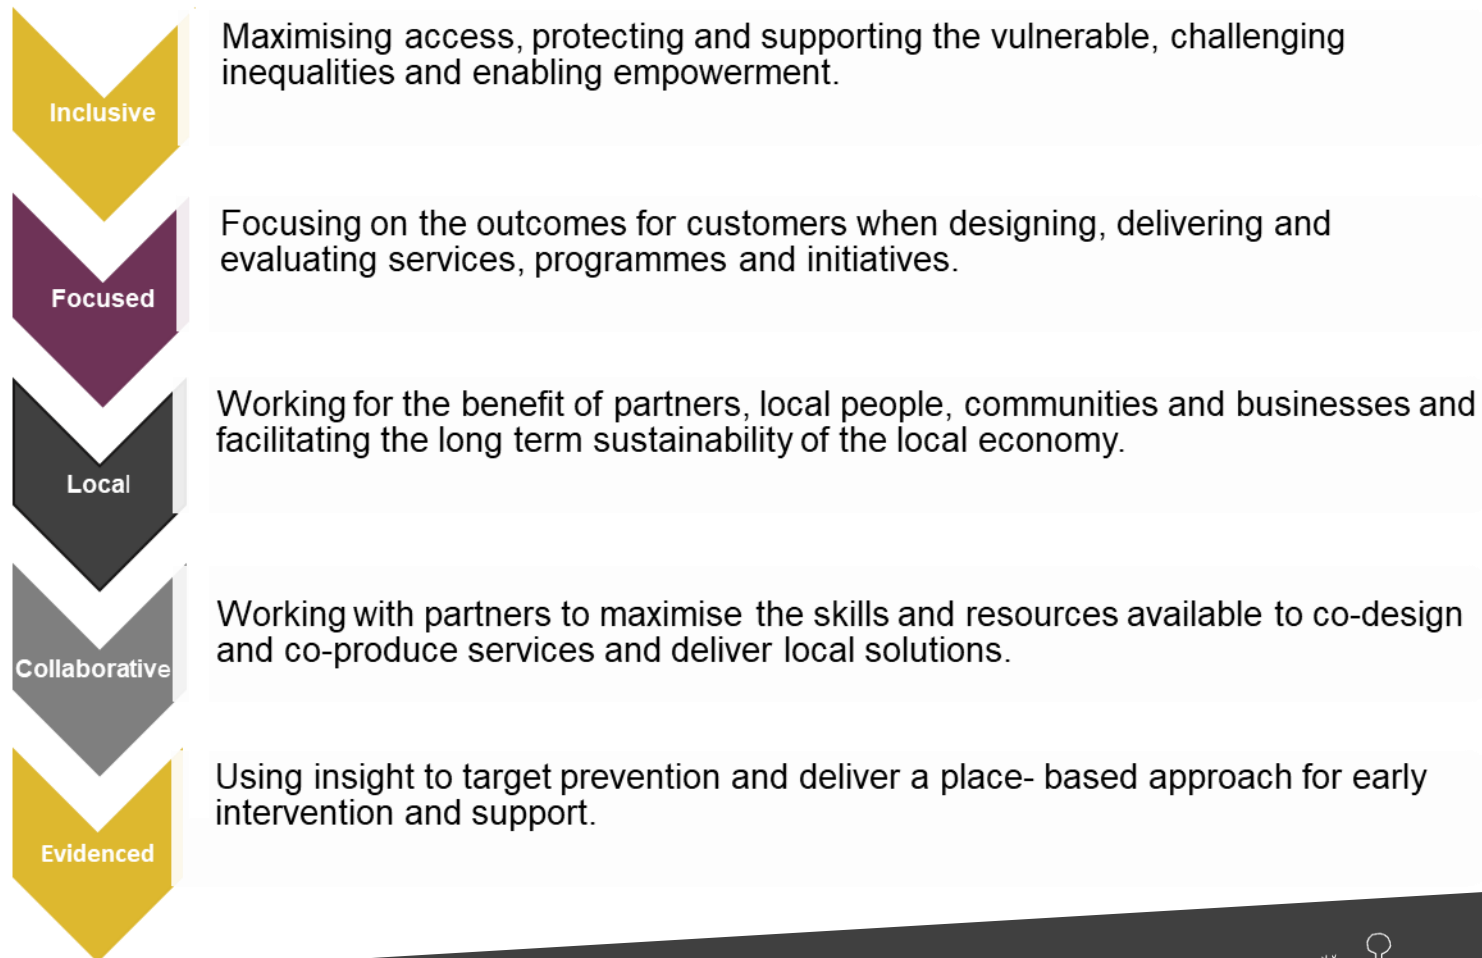 Maximising access, protecting and supporting the vulnerable, challenging
inequalities and enabling empowerment.
Inclusive
Focusing on the outcomes for customers when designing, delivering and
evaluating services, programmes and initiatives.
Focused
Working for the benefit of partners, local people, communities and businesses and
facilitating the long term sustainability of the local economy.
Local
Working with partners to maximise the skills and resources available to co-design
and co-produce services and deliver local solutions.
Collaborative
Using insight to target prevention and deliver a place- based approach for early
intervention and support.
Evidenced